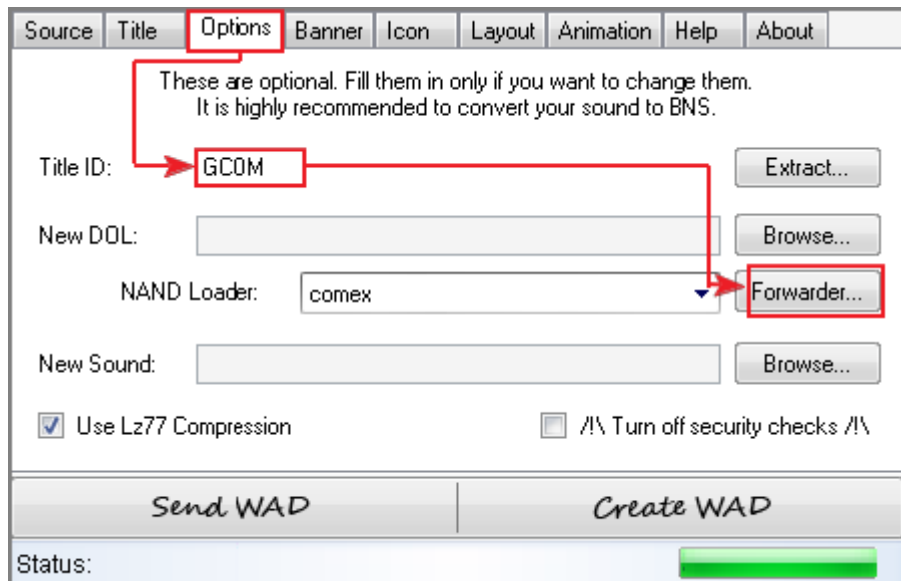 Source Title Options Banner Icon Layout Animation Help About
These are optional. Fill them in only if you want to change them.
It is highly recommended to convert your sound to BNS.
Title ID: GC0M Extract...
New DOL: Browse...
NAND Loader: comex Forwarder...
New Sound: Browse...
Use Lz77 Compression /!\ Turn off security checks /!\
Send WAD Create WAD
Status: